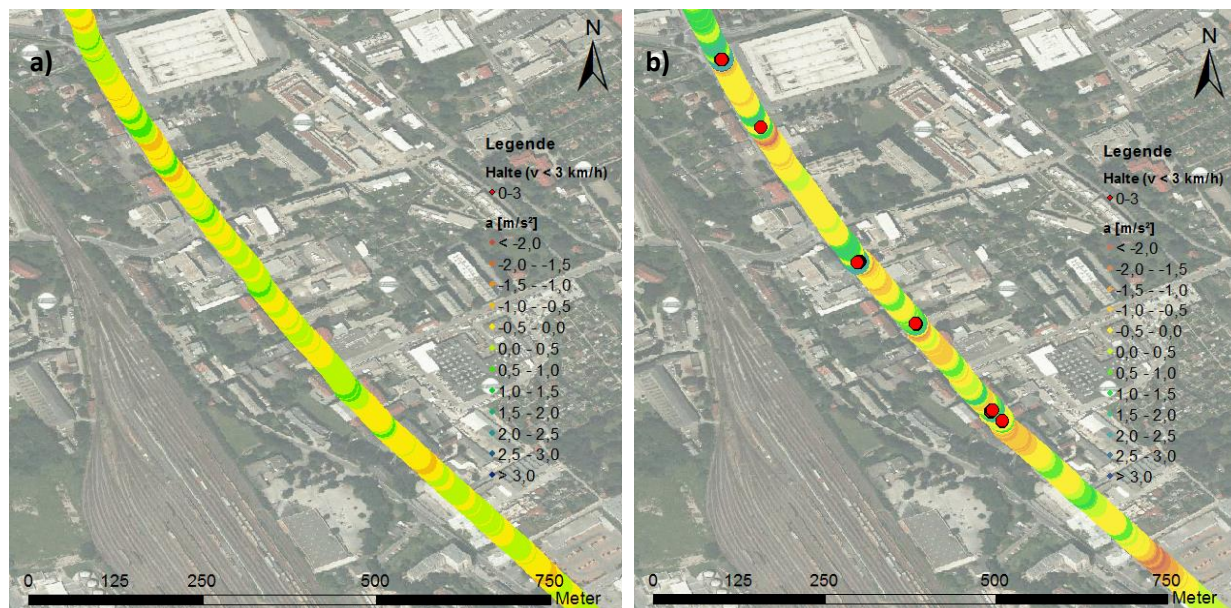 a)
N
Legende
Halte (v < 3 km/h)
0-3
a [m/s²]
< -2,0
-2,0 - -1,5
-1,5 - -1,0
-1,0 - -0,5
-0,5 - 0,0
0,0 - 0,5
0,5 - 1,0
1,0 - 1,5
1,5 - 2,0
2,0 - 2,5
2,5 - 3,0
> 3,0
0 125 250 500 750
Meter
b)
N
Legende
Halte (v < 3 km/h)
0-3
a [m/s²]
< -2,0
-2,0 - -1,5
-1,5 - -1,0
-1,0 - -0,5
-0,5 - 0,0
0,0 - 0,5
0,5 - 1,0
1,0 - 1,5
1,5 - 2,0
2,0 - 2,5
2,5 - 3,0
> 3,0
0 125 250 500 750
Meter